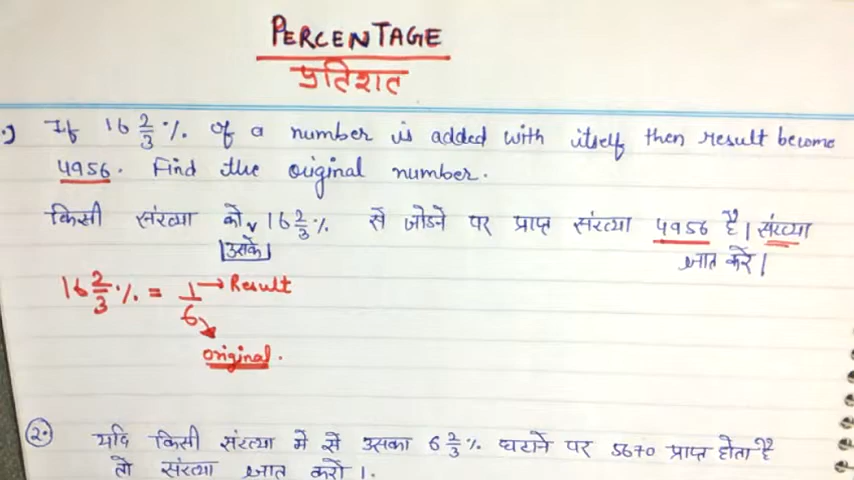 PERCENTAGE
प्रतिशत
1.) If 16 2/3 % of a number is added with itself then result become
4956. Find the original number.
किसी संख्या को ᵥ 16 2/3 % से जोडने पर प्राप्त संख्या 4956 है। संख्या
उसके
ज्ञात करें।
16 2/3 % = 1/6 → Result
original.
2. यदि किसी संख्या में से उसका 6 2/3 % घटाने पर 5670 प्राप्त होता है
तो संख्या ज्ञात करो।.